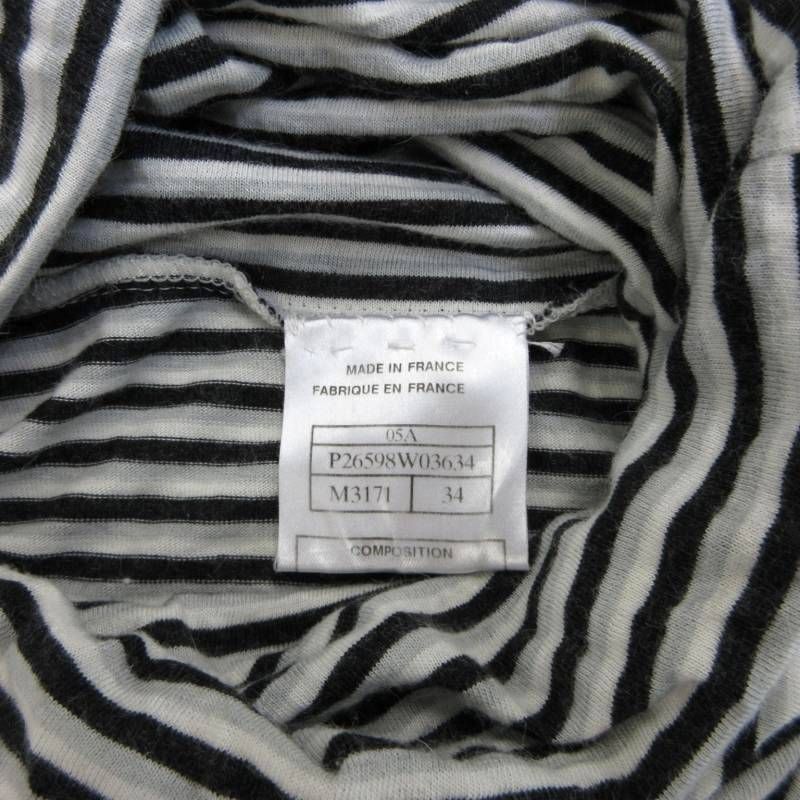 MADE IN FRANCE
FABRIQUE EN FRANCE
05A
P26598W03634
M3171 34
COMPOSITION